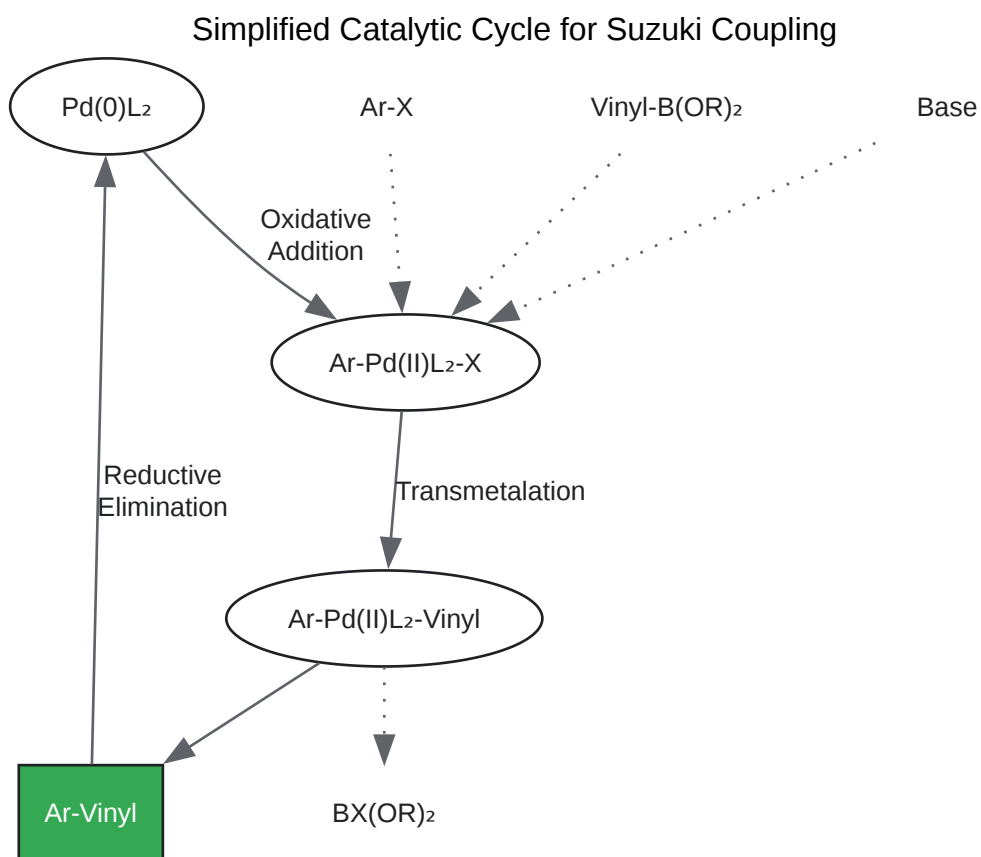 Simplified Catalytic Cycle for Suzuki Coupling
Pd(0)L₂
Ar-X
Vinyl-B(OR)₂
Base
Oxidative
Addition
Ar-Pd(II)L₂-X
Reductive
Elimination
Transmetalation
Ar-Pd(II)L₂-Vinyl
Ar-Vinyl
BX(OR)₂